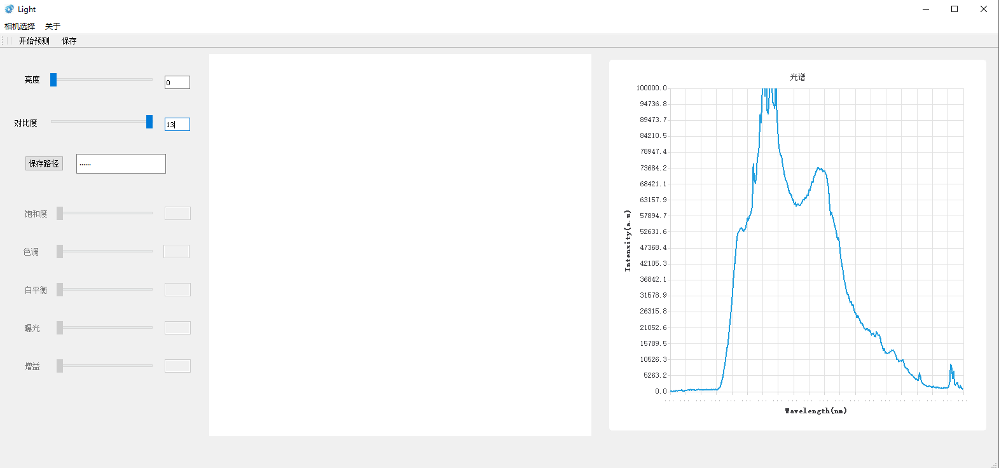 Light
相机选择 关于
开始预测 保存
亮度 0
对比度 13
保存路径 ......
饱和度
色调
白平衡
曝光
增益
光谱
100000.0
94736.8
89473.7
84210.5
78947.4
73684.2
68421.1
63157.9
57894.7
52631.6
47368.4
42105.3
36842.1
31578.9
26315.8
21052.6
15789.5
10526.3
5263.2
0.0
Intensity(a.u)
... ... ... ... ... ... ... ... ... ... ... ... ... ... ... ... ... ... ... ...
Wavelength(nm)